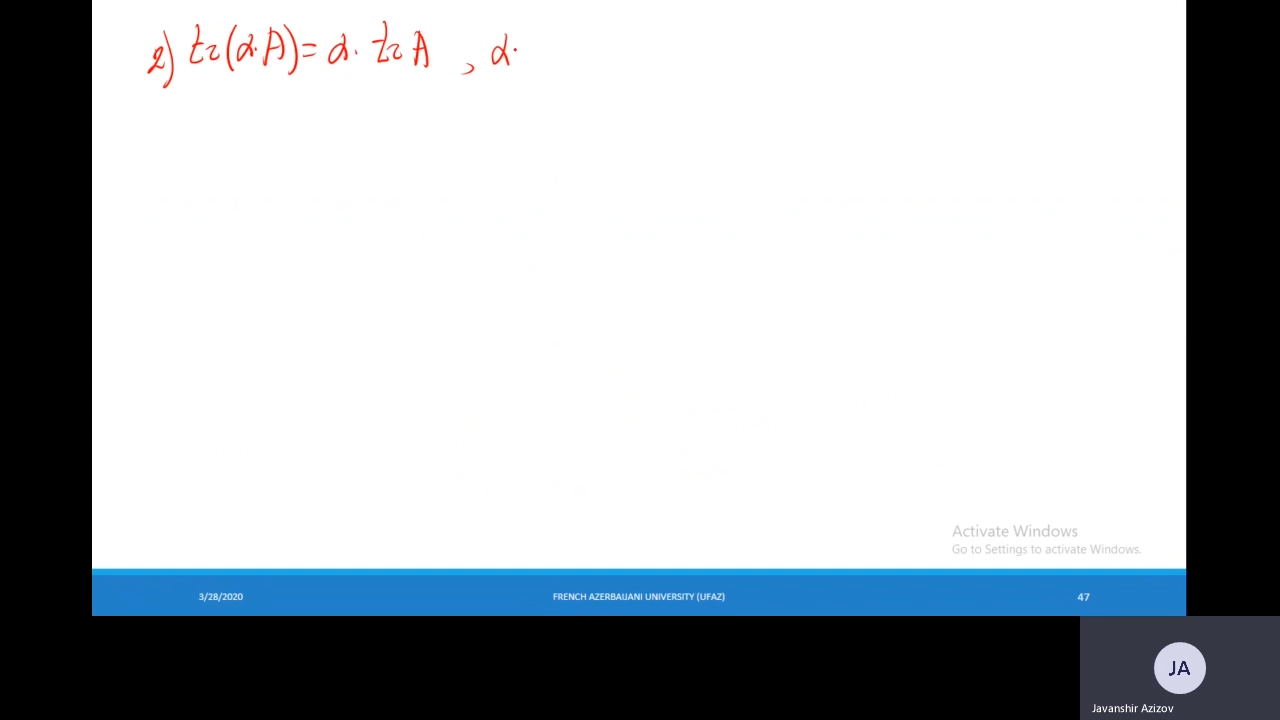 2) tr(α·A) = α· tr A , α·
Activate Windows
Go to Settings to activate Windows.
3/28/2020 FRENCH AZERBAIJANI UNIVERSITY (UFAZ) 47
JA
Javanshir Azizov